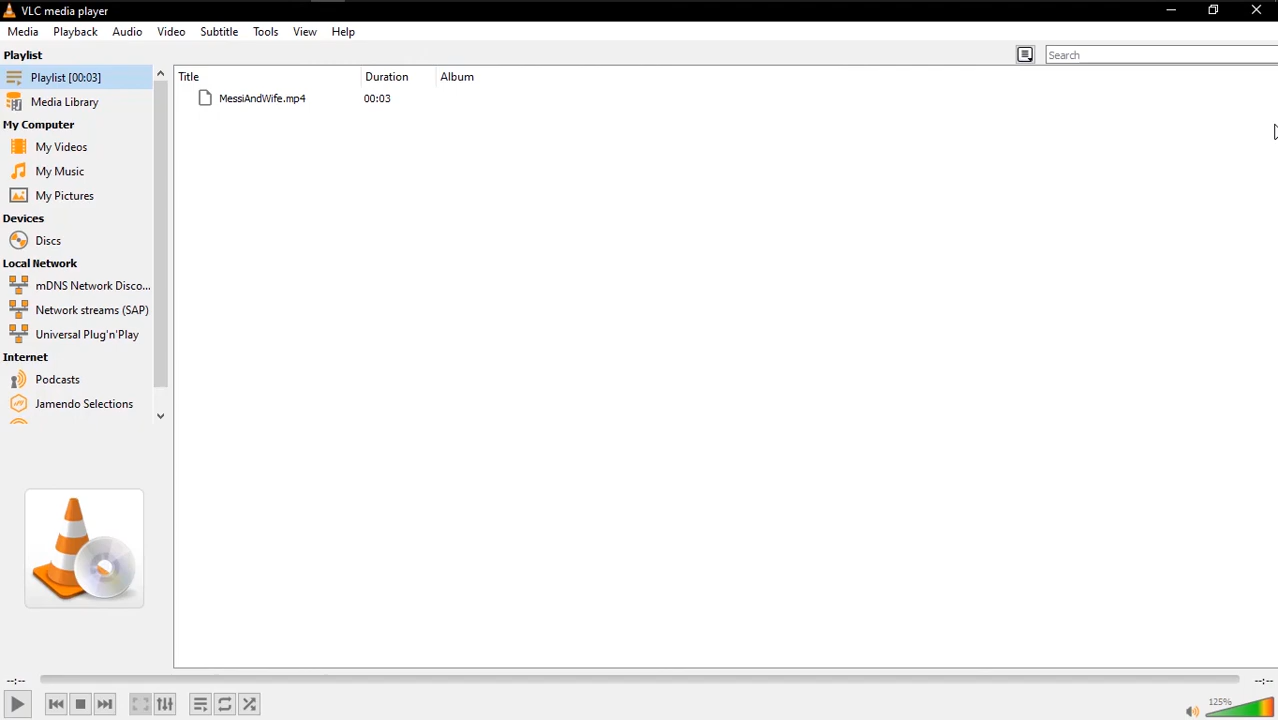 VLC media player
Media Playback Audio Video Subtitle Tools View Help
Playlist
Search
Playlist [00:03]
Title Duration Album
MessiAndWife.mp4 00:03
Media Library
My Computer
My Videos
My Music
My Pictures
Devices
Discs
Local Network
mDNS Network Disco...
Network streams (SAP)
Universal Plug'n'Play
Internet
Podcasts
Jamendo Selections
--:-- --:--
125%